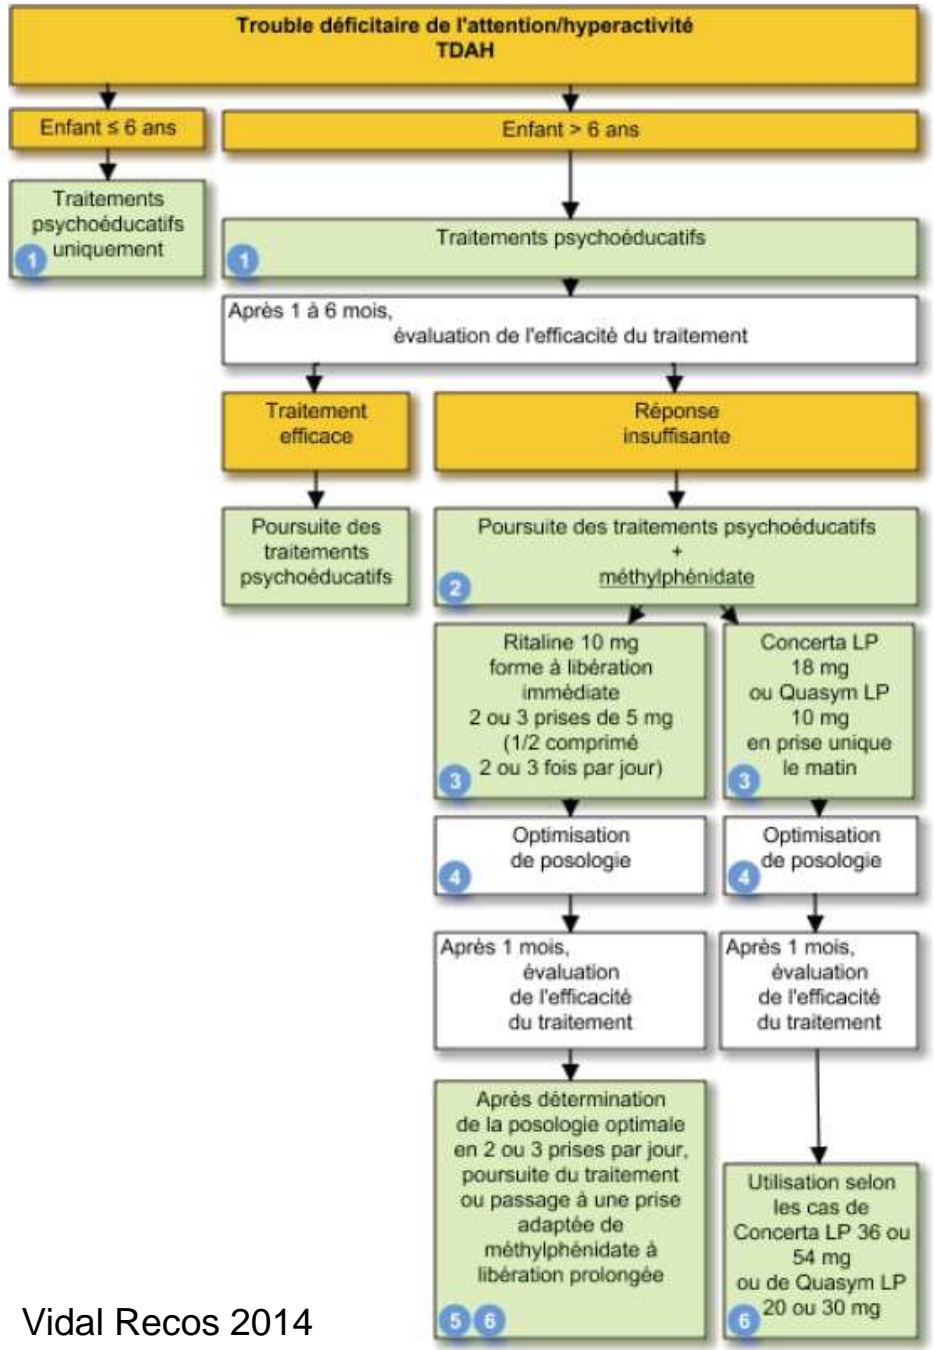 Trouble déficitaire de l'attention/hyperactivité
TDAH
Enfant ≤ 6 ans
Enfant > 6 ans
Traitements
psychoéducatifs
uniquement
1
Traitements psychoéducatifs
1
Après 1 à 6 mois,
évaluation de l'efficacité du traitement
Traitement
efficace
Réponse
insuffisante
Poursuite des
traitements
psychoéducatifs
Poursuite des traitements psychoéducatifs
+
méthylphénidate
2
Ritaline 10 mg
forme à libération
immédiate
2 ou 3 prises de 5 mg
(1/2 comprimé
2 ou 3 fois par jour)
3
Concerta LP
18 mg
ou Quasym LP
10 mg
en prise unique
le matin
3
Optimisation
de posologie
4
Optimisation
de posologie
4
Après 1 mois,
évaluation
de l'efficacité
du traitement
Après 1 mois,
évaluation
de l'efficacité
du traitement
Après détermination
de la posologie optimale
en 2 ou 3 prises par jour,
poursuite du traitement
ou passage à une prise
adaptée de
méthylphénidate à
libération prolongée
5 6
Utilisation selon
les cas de
Concerta LP 36 ou
54 mg
ou de Quasym LP
20 ou 30 mg
6
Vidal Recos 2014